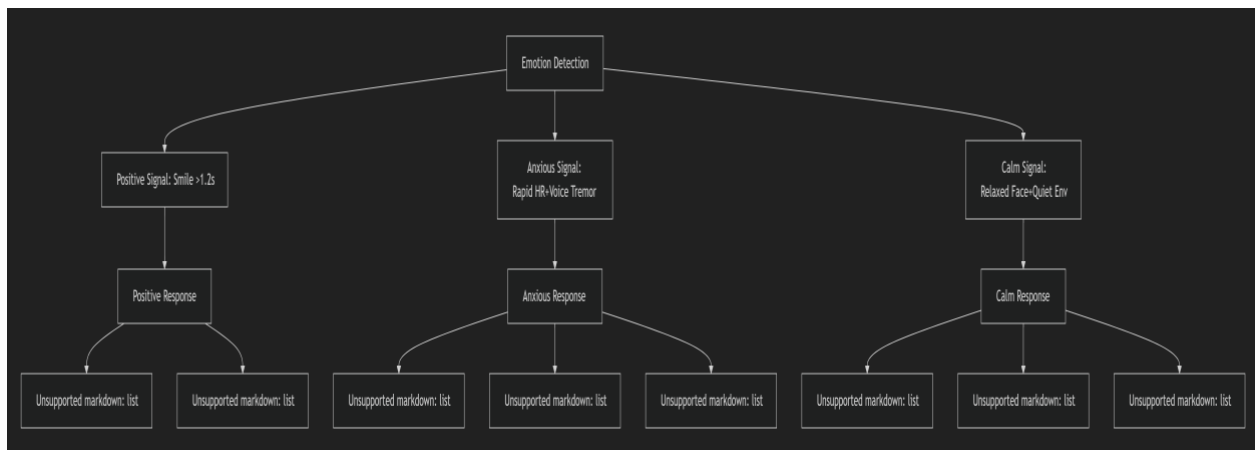 Emotion Detection
Positive Signal: Smile >1.2s
Anxious Signal:
Rapid HR+Voice Tremor
Calm Signal:
Relaxed Face+Quiet Env
Positive Response
Anxious Response
Calm Response
Unsupported markdown: list
Unsupported markdown: list
Unsupported markdown: list
Unsupported markdown: list
Unsupported markdown: list
Unsupported markdown: list
Unsupported markdown: list
Unsupported markdown: list